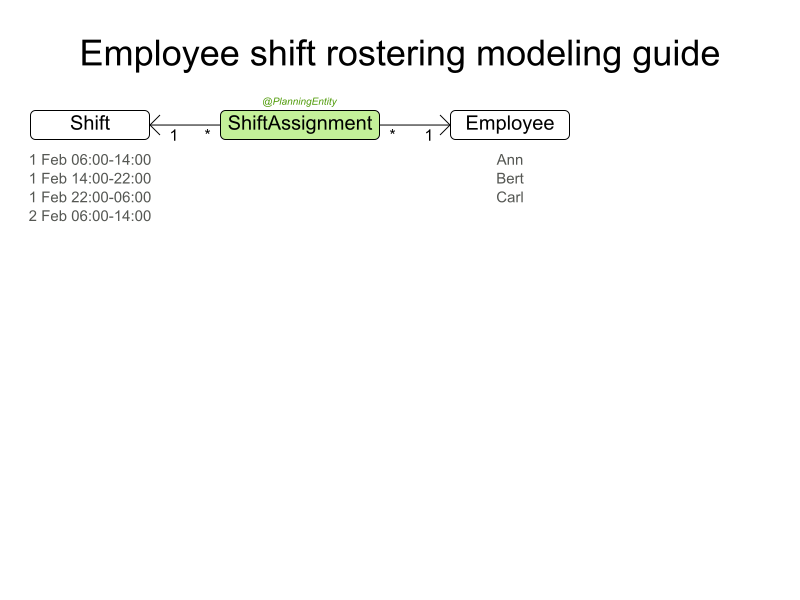 Employee shift rostering modeling guide
@PlanningEntity
Shift
1
*
ShiftAssignment
*
1
Employee
1 Feb 06:00-14:00
1 Feb 14:00-22:00
1 Feb 22:00-06:00
2 Feb 06:00-14:00
Ann
Bert
Carl